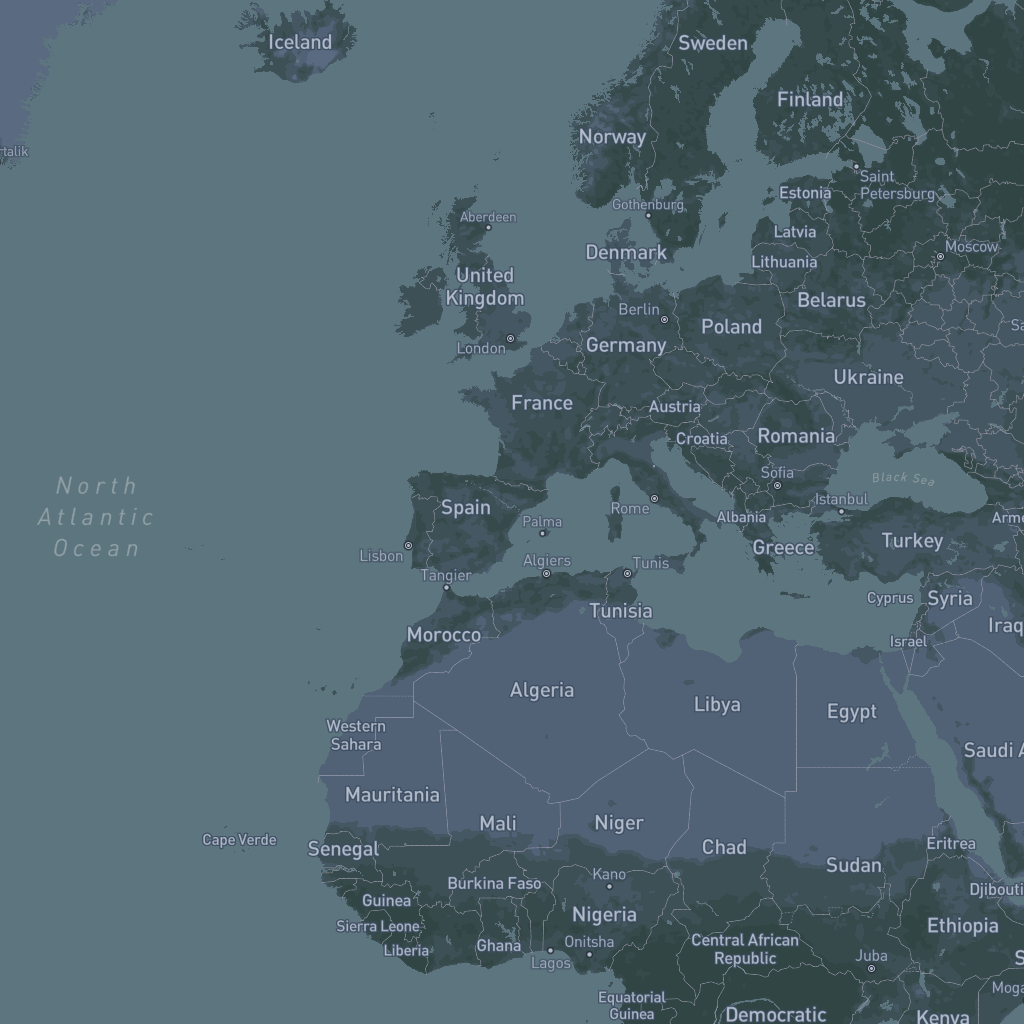 Iceland
Sweden
Finland
Norway
rtalik
Saint
Petersburg
Estonia
Gothenburg
Aberdeen
Latvia
Moscow
Denmark
Lithuania
United
Kingdom
Belarus
Berlin
Poland
Sa
London
Germany
Ukraine
France
Austria
Croatia
Romania
Sofia
Black Sea
North
Atlantic
Ocean
Spain
Rome
Istanbul
Palma
Albania
Arme
Greece
Turkey
Lisbon
Algiers
Tunis
Tangier
Cyprus
Syria
Tunisia
Iraq
Morocco
Israel
Algeria
Libya
Egypt
Western
Sahara
Saudi A
Mauritania
Mali
Niger
Cape Verde
Senegal
Chad
Eritrea
Sudan
Kano
Burkina Faso
Djibouti
Guinea
Nigeria
Sierra Leone
Ethiopia
Liberia
Ghana
Onitsha
Central African
Republic
Lagos
Juba
S
Equatorial
Guinea
Moga
Democratic
Kenya